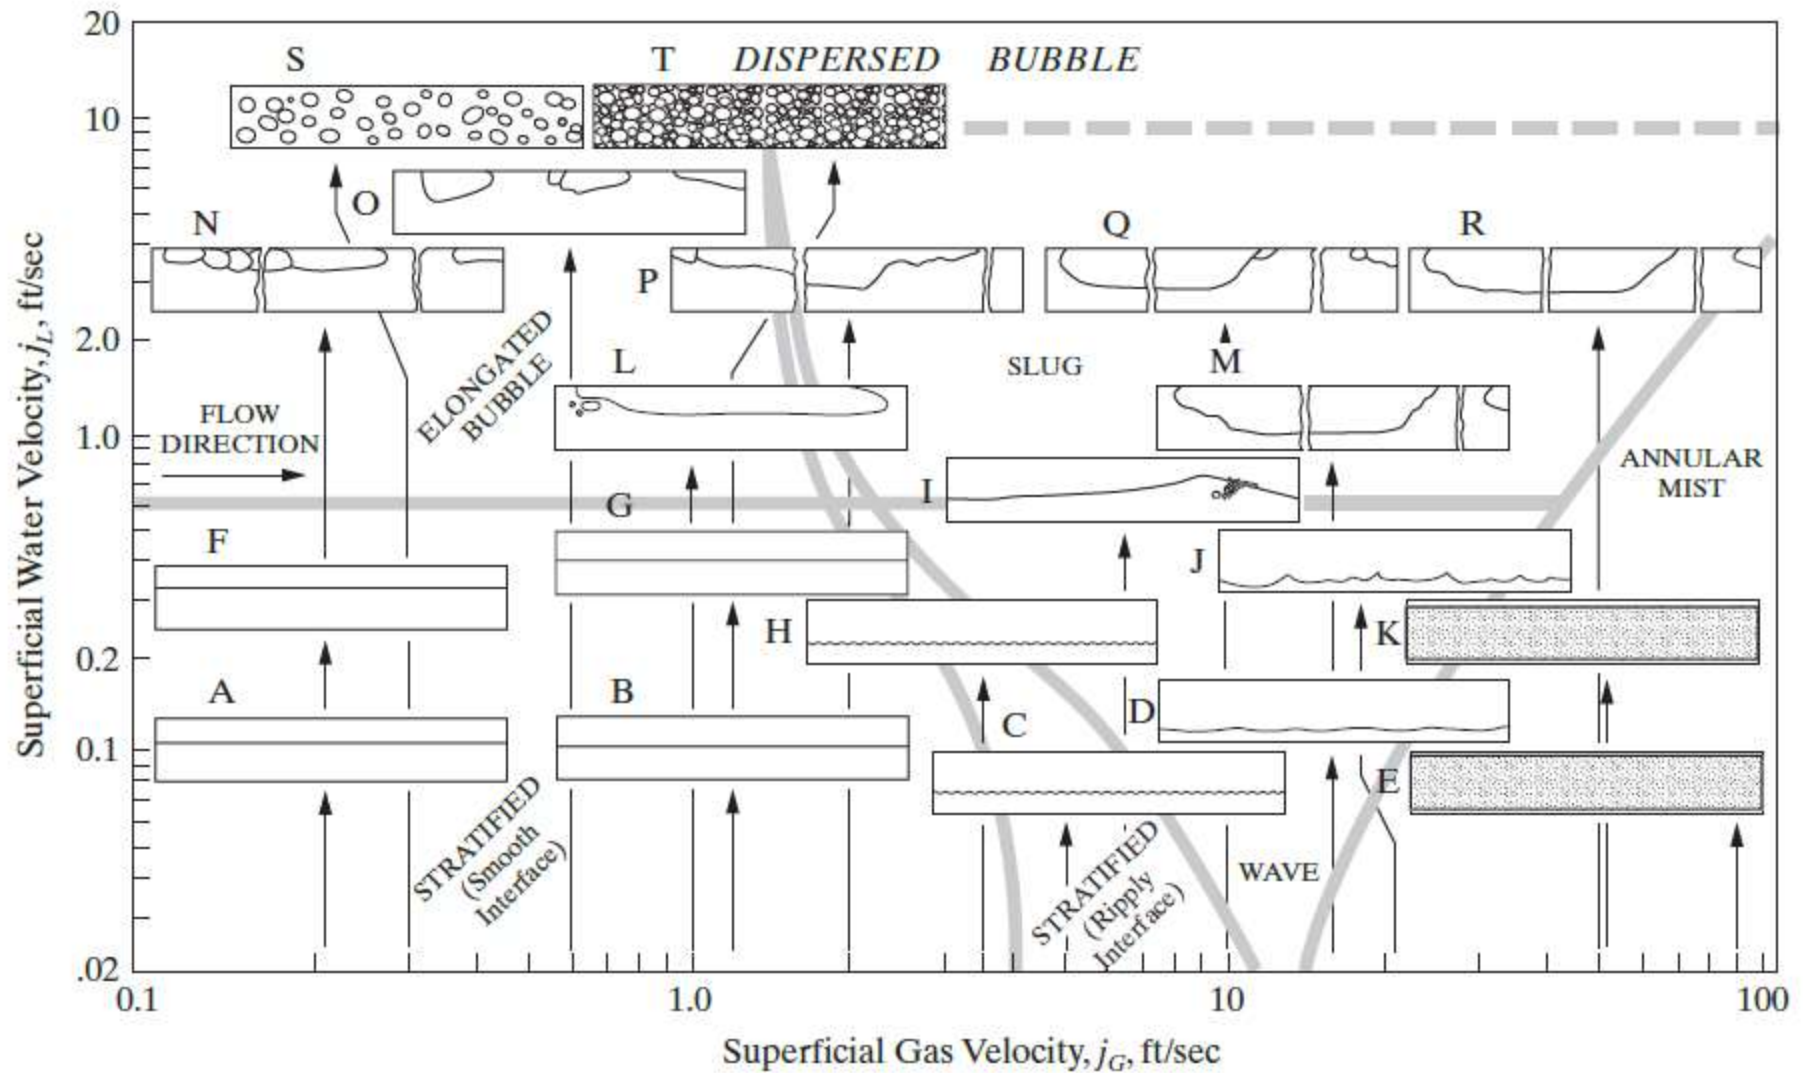 20
S
T
DISPERSED BUBBLE
10
O
N
Q
R
P
2.0
ELONGATED
BUBBLE
L
SLUG
M
FLOW
DIRECTION
1.0
ANNULAR
MIST
I
G
F
J
H
K
0.2
A
B
C
D
0.1
E
STRATIFIED
(Smooth
Interface)
STRATIFIED
(Ripply
Interface)
WAVE
.02
0.1
1.0
10
100
Superficial Water Velocity, jL, ft/sec
Superficial Gas Velocity, jG, ft/sec